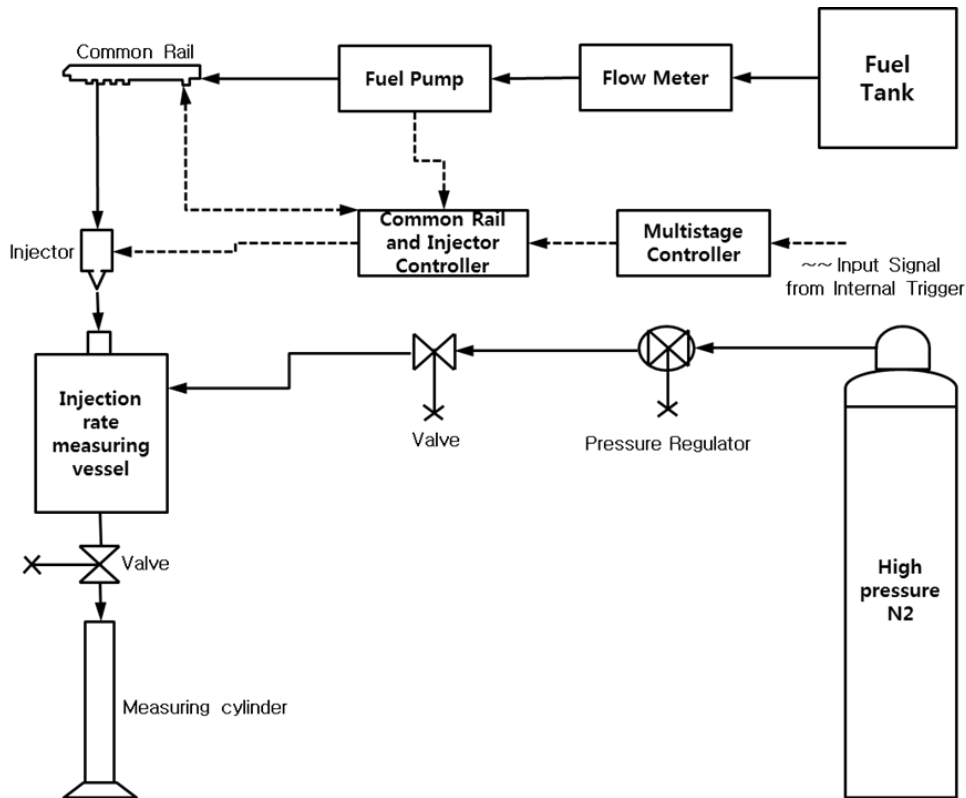 Common Rail
Fuel Pump
Flow Meter
Fuel
Tank
Common Rail
and Injector
Controller
Multistage
Controller
Injector
~~Input Signal
from Internal Trigger
Injection
rate
measuring
vessel
Valve
Pressure Regulator
Valve
High
pressure
N2
Measuring cylinder